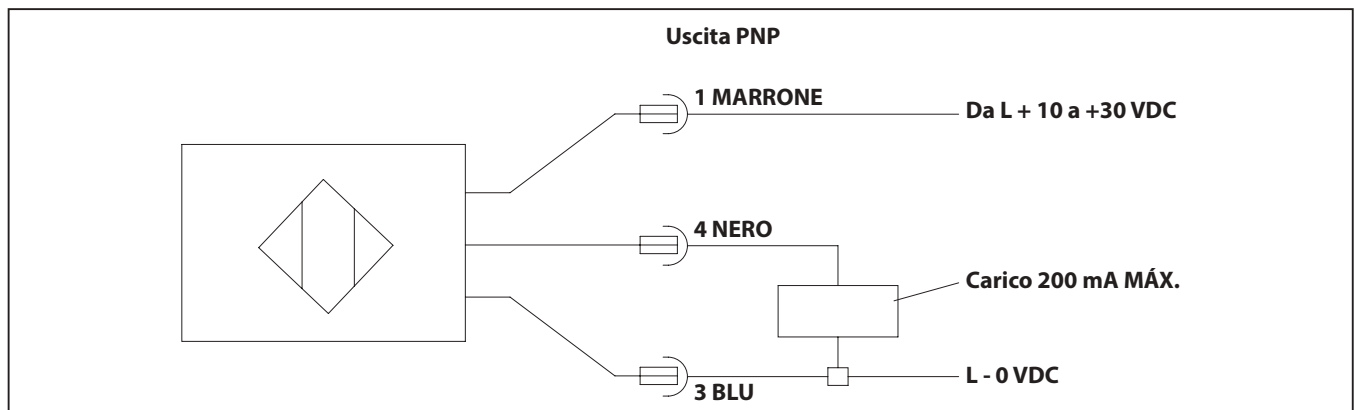 Uscita PNP
1 MARRONE
Da L + 10 a +30 VDC
4 NERO
Carico 200 mA MÁX.
L - 0 VDC
3 BLU